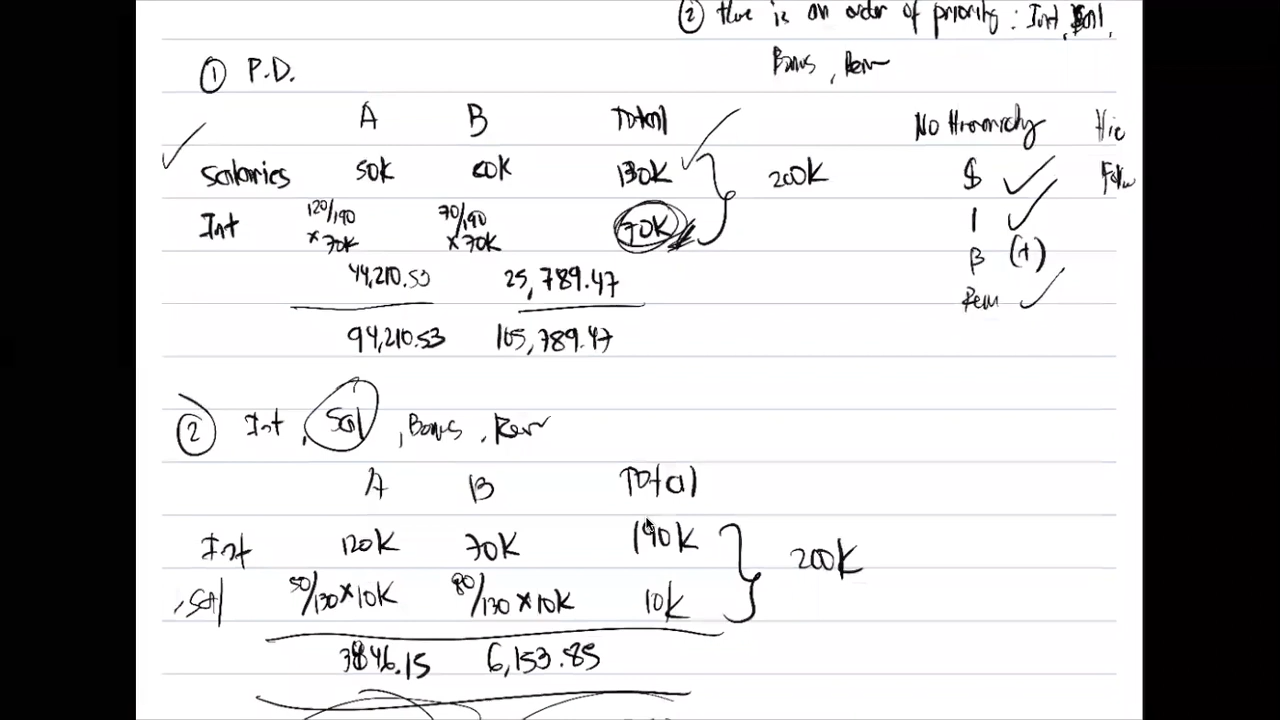 ② there is an order of priority: Int, Sal,
Bonus, Rem
① P.D.
A B Total
No Hierarchy Hie
Salaries 50K 80K 130K 200K
$
Int 120/190 × 70K 70/190 × 70K 70K
I
B (+)
44,210.53 25,789.47
Rem
94,210.53 105,789.47
② Int, Sal, Bonus, Rem
A B Total
Int 120K 70K 190K 200K
, Sal 50/130 × 10K 80/130 × 10K 10K
3846.15 6,153.85